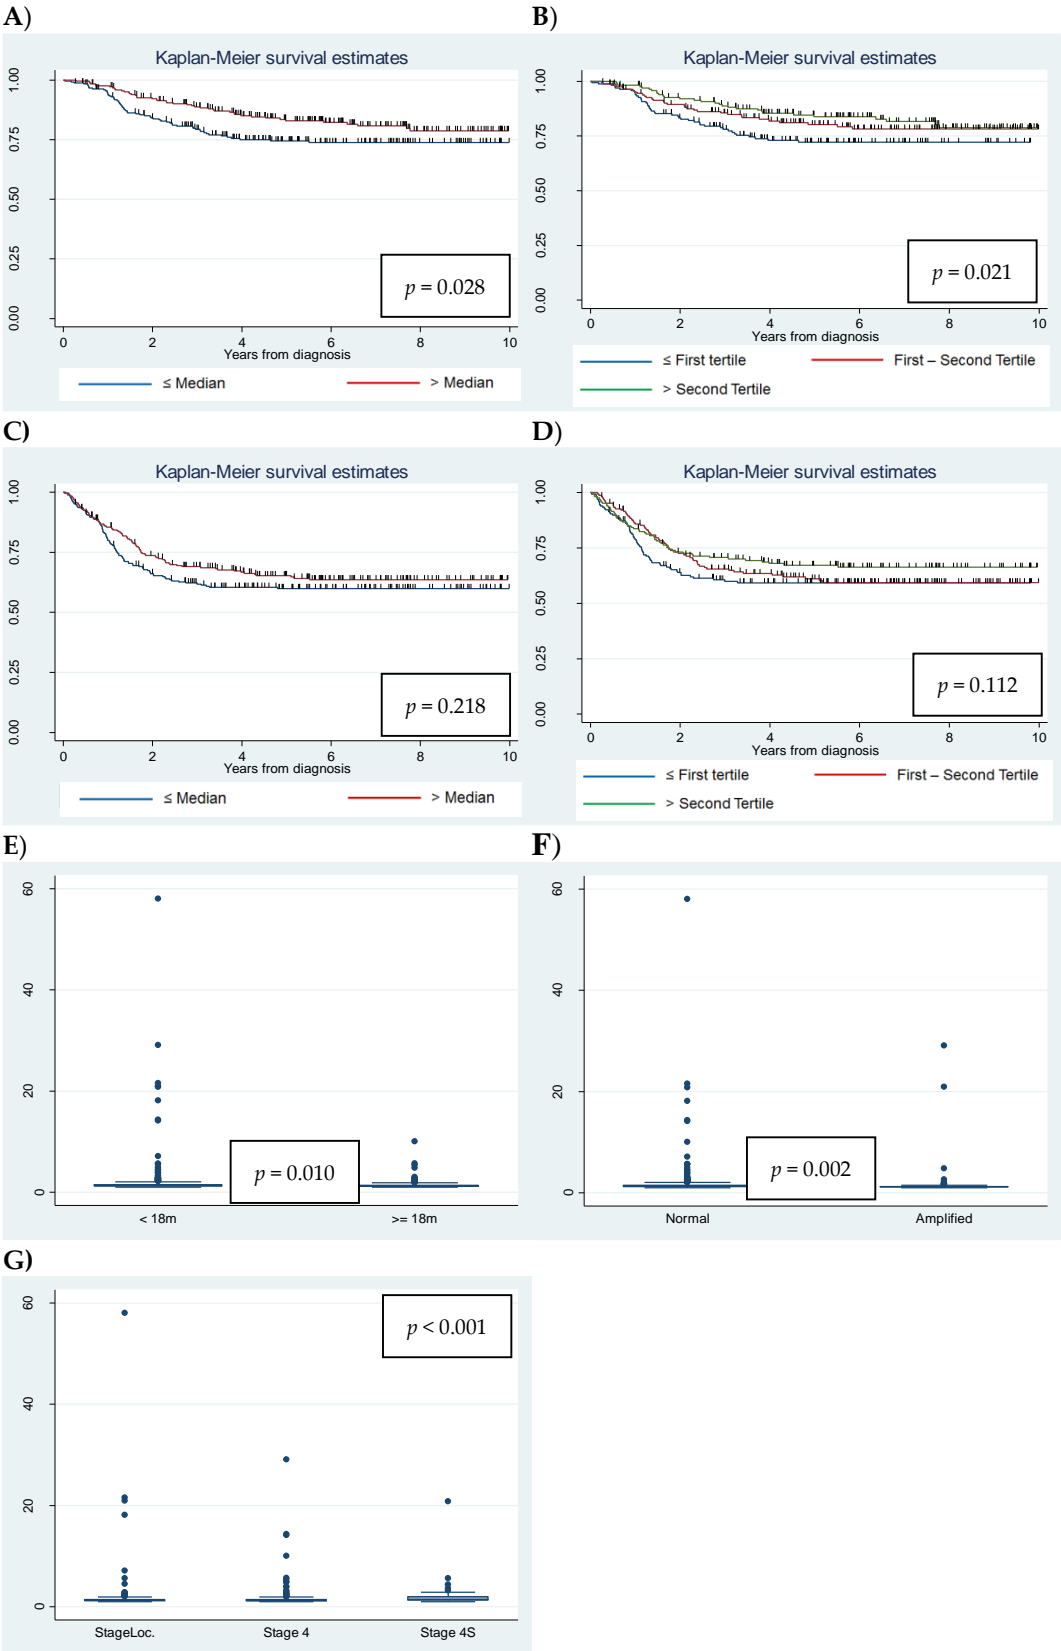 A)
Kaplan-Meier survival estimates
1.00
0.75
0.50
0.25
0.00
p = 0.028
0 2 4 6 8 10
Years from diagnosis
≤ Median > Median
B)
Kaplan-Meier survival estimates
1.00
0.75
0.50
0.25
0.00
p = 0.021
0 2 4 6 8 10
Years from diagnosis
≤ First tertile First – Second Tertile
> Second Tertile
C)
Kaplan-Meier survival estimates
1.00
0.75
0.50
0.25
0.00
p = 0.218
0 2 4 6 8 10
Years from diagnosis
≤ Median > Median
D)
Kaplan-Meier survival estimates
1.00
0.75
0.50
0.25
0.00
p = 0.112
0 2 4 6 8 10
Years from diagnosis
≤ First tertile First – Second Tertile
> Second Tertile
E)
60
40
20
0
p = 0.010
< 18m >= 18m
F)
60
40
20
0
p = 0.002
Normal Amplified
G)
60
40
20
0
p < 0.001
StageLoc. Stage 4 Stage 4S